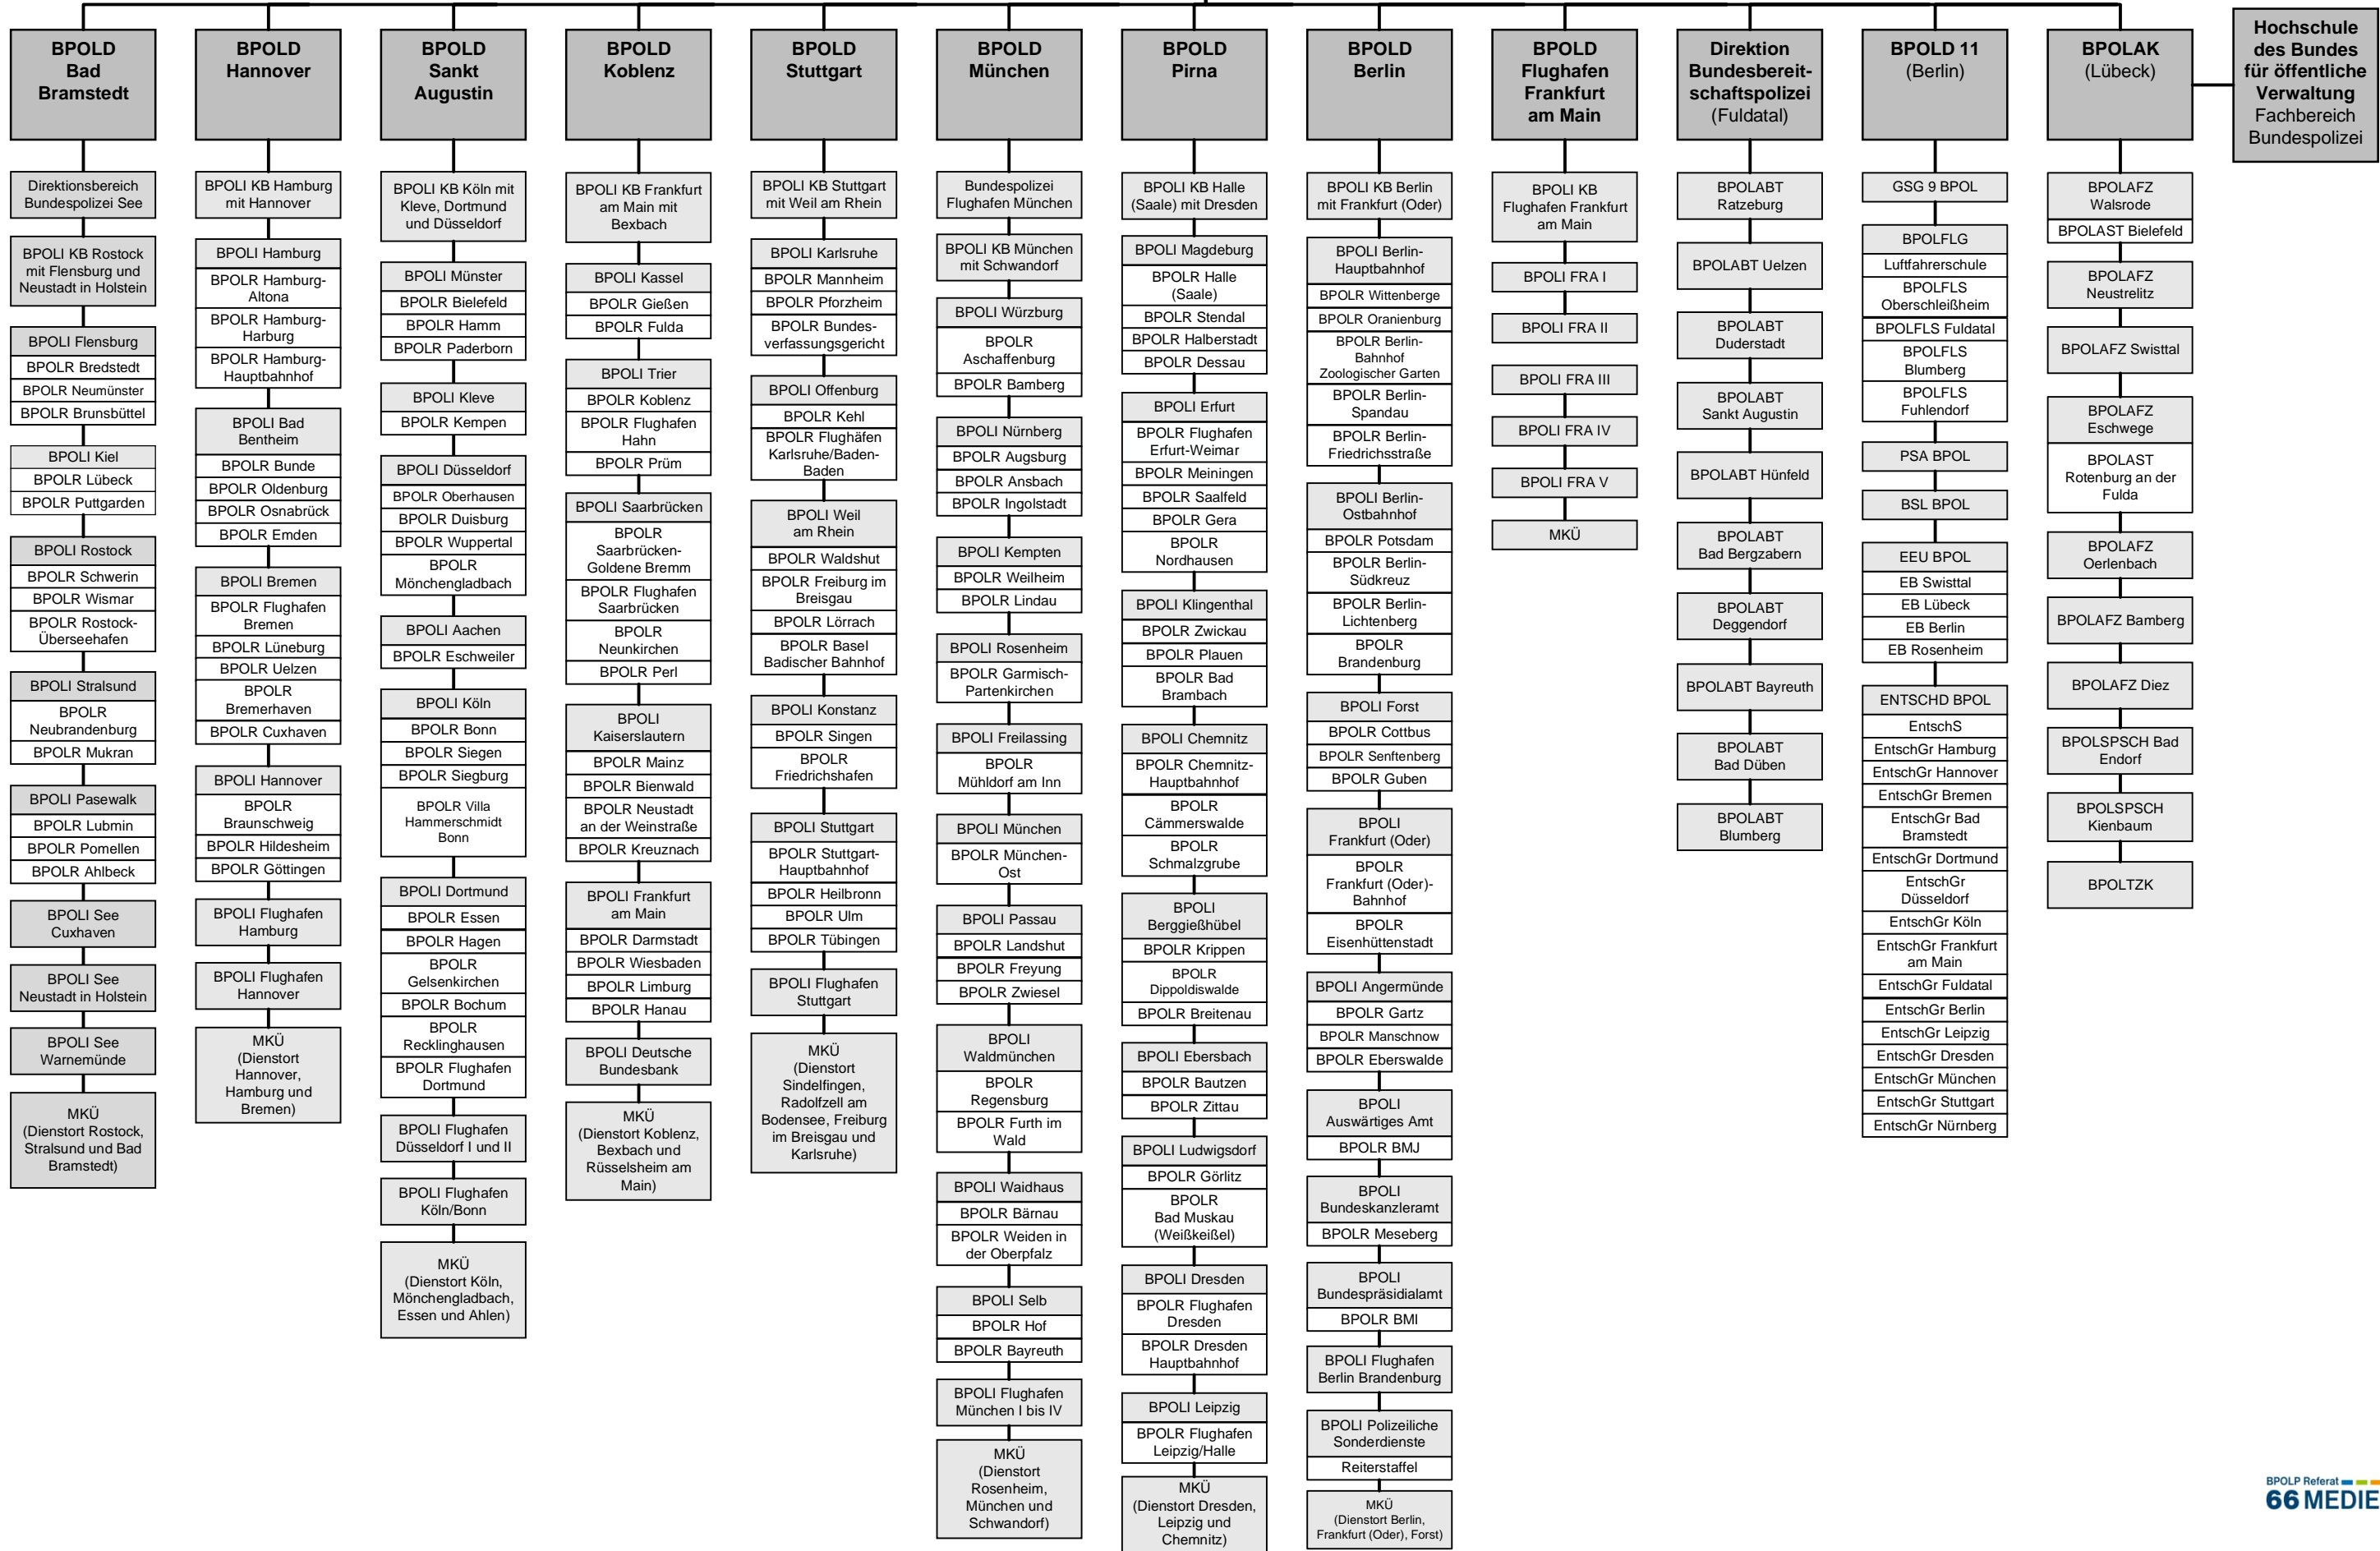 BPOLD
Bad
Bramstedt
Direktionsbereich
Bundespolizei See
BPOLI KB Rostock
mit Flensburg und
Neustadt in Holstein
BPOLI Flensburg
BPOLR Bredstedt
BPOLR Neumünster
BPOLR Brunsbüttel
BPOLI Kiel
BPOLR Lübeck
BPOLR Puttgarden
BPOLI Rostock
BPOLR Schwerin
BPOLR Wismar
BPOLR Rostock-
Überseehafen
BPOLI Stralsund
BPOLR
Neubrandenburg
BPOLR Mukran
BPOLI Pasewalk
BPOLR Lubmin
BPOLR Pomellen
BPOLR Ahlbeck
BPOLI See
Cuxhaven
BPOLI See
Neustadt in Holstein
BPOLI See
Warnemünde
MKÜ
(Dienstort Rostock,
Stralsund und Bad
Bramstedt)
BPOLD
Hannover
BPOLI KB Hamburg
mit Hannover
BPOLI Hamburg
BPOLR Hamburg-
Altona
BPOLR Hamburg-
Harburg
BPOLR Hamburg-
Hauptbahnhof
BPOLI Bad
Bentheim
BPOLR Bunde
BPOLR Oldenburg
BPOLR Osnabrück
BPOLR Emden
BPOLI Bremen
BPOLR Flughafen
Bremen
BPOLR Lüneburg
BPOLR Uelzen
BPOLR
Bremerhaven
BPOLR Cuxhaven
BPOLI Hannover
BPOLR
Braunschweig
BPOLR Hildesheim
BPOLR Göttingen
BPOLI Flughafen
Hamburg
BPOLI Flughafen
Hannover
MKÜ
(Dienstort
Hannover,
Hamburg und
Bremen)
BPOLD
Sankt
Augustin
BPOLI KB Köln mit
Kleve, Dortmund
und Düsseldorf
BPOLI Münster
BPOLR Bielefeld
BPOLR Hamm
BPOLR Paderborn
BPOLI Kleve
BPOLR Kempen
BPOLI Düsseldorf
BPOLR Oberhausen
BPOLR Duisburg
BPOLR Wuppertal
BPOLR
Mönchengladbach
BPOLI Aachen
BPOLR Eschweiler
BPOLI Köln
BPOLR Bonn
BPOLR Siegen
BPOLR Siegburg
BPOLR Villa
Hammerschmidt
Bonn
BPOLI Dortmund
BPOLR Essen
BPOLR Hagen
BPOLR
Gelsenkirchen
BPOLR Bochum
BPOLR
Recklinghausen
BPOLR Flughafen
Dortmund
BPOLI Flughafen
Düsseldorf I und II
BPOLI Flughafen
Köln/Bonn
MKÜ
(Dienstort Köln,
Mönchengladbach,
Essen und Ahlen)
BPOLD
Koblenz
BPOLI KB Frankfurt
am Main mit
Bexbach
BPOLI Kassel
BPOLR Gießen
BPOLR Fulda
BPOLI Trier
BPOLR Koblenz
BPOLR Flughafen
Hahn
BPOLR Prüm
BPOLI Saarbrücken
BPOLR
Saarbrücken-
Goldene Bremm
BPOLR Flughafen
Saarbrücken
BPOLR
Neunkirchen
BPOLR Perl
BPOLI
Kaiserslautern
BPOLR Mainz
BPOLR Bienwald
BPOLR Neustadt
an der Weinstraße
BPOLR Kreuznach
BPOLI Frankfurt
am Main
BPOLR Darmstadt
BPOLR Wiesbaden
BPOLR Limburg
BPOLR Hanau
BPOLI Deutsche
Bundesbank
MKÜ
(Dienstort Koblenz,
Bexbach und
Rüsselsheim am
Main)
BPOLD
Stuttgart
BPOLI KB Stuttgart
mit Weil am Rhein
BPOLI Karlsruhe
BPOLR Mannheim
BPOLR Pforzheim
BPOLR Bundes-
verfassungsgericht
BPOLI Offenburg
BPOLR Kehl
BPOLR Flughäfen
Karlsruhe/Baden-
Baden
BPOLI Weil
am Rhein
BPOLR Waldshut
BPOLR Freiburg im
Breisgau
BPOLR Lörrach
BPOLR Basel
Badischer Bahnhof
BPOLI Konstanz
BPOLR Singen
BPOLR
Friedrichshafen
BPOLI Stuttgart
BPOLR Stuttgart-
Hauptbahnhof
BPOLR Heilbronn
BPOLR Ulm
BPOLR Tübingen
BPOLI Flughafen
Stuttgart
MKÜ
(Dienstort
Sindelfingen,
Radolfzell am
Bodensee, Freiburg
im Breisgau und
Karlsruhe)
BPOLD
München
Bundespolizei
Flughafen München
BPOLI KB München
mit Schwandorf
BPOLI Würzburg
BPOLR
Aschaffenburg
BPOLR Bamberg
BPOLI Nürnberg
BPOLR Augsburg
BPOLR Ansbach
BPOLR Ingolstadt
BPOLI Kempten
BPOLR Weilheim
BPOLR Lindau
BPOLI Rosenheim
BPOLR Garmisch-
Partenkirchen
BPOLI Freilassing
BPOLR
Mühldorf am Inn
BPOLI München
BPOLR München-
Ost
BPOLI Passau
BPOLR Landshut
BPOLR Freyung
BPOLR Zwiesel
BPOLI
Waldmünchen
BPOLR
Regensburg
BPOLR Furth im
Wald
BPOLI Waidhaus
BPOLR Bärnau
BPOLR Weiden in
der Oberpfalz
BPOLI Selb
BPOLR Hof
BPOLR Bayreuth
BPOLI Flughafen
München I bis IV
MKÜ
(Dienstort
Rosenheim,
München und
Schwandorf)
BPOLD
Pirna
BPOLI KB Halle
(Saale) mit Dresden
BPOLI Magdeburg
BPOLR Halle
(Saale)
BPOLR Stendal
BPOLR Halberstadt
BPOLR Dessau
BPOLI Erfurt
BPOLR Flughafen
Erfurt-Weimar
BPOLR Meiningen
BPOLR Saalfeld
BPOLR Gera
BPOLR
Nordhausen
BPOLI Klingenthal
BPOLR Zwickau
BPOLR Plauen
BPOLR Bad
Brambach
BPOLI Chemnitz
BPOLR Chemnitz-
Hauptbahnhof
BPOLR
Cämmerswalde
BPOLR
Schmalzgrube
BPOLI
Berggießhübel
BPOLR Krippen
BPOLR
Dippoldiswalde
BPOLR Breitenau
BPOLI Ebersbach
BPOLR Bautzen
BPOLR Zittau
BPOLI Ludwigsdorf
BPOLR Görlitz
BPOLR
Bad Muskau
(Weißkeißel)
BPOLI Dresden
BPOLR Flughafen
Dresden
BPOLR Dresden
Hauptbahnhof
BPOLI Leipzig
BPOLR Flughafen
Leipzig/Halle
MKÜ
(Dienstort Dresden,
Leipzig und
Chemnitz)
BPOLD
Berlin
BPOLI KB Berlin
mit Frankfurt (Oder)
BPOLI Berlin-
Hauptbahnhof
BPOLR Wittenberge
BPOLR Oranienburg
BPOLR Berlin-
Bahnhof
Zoologischer Garten
BPOLR Berlin-
Spandau
BPOLR Berlin-
Friedrichsstraße
BPOLI Berlin-
Ostbahnhof
BPOLR Potsdam
BPOLR Berlin-
Südkreuz
BPOLR Berlin-
Lichtenberg
BPOLR
Brandenburg
BPOLI Forst
BPOLR Cottbus
BPOLR Senftenberg
BPOLR Guben
BPOLI
Frankfurt (Oder)
BPOLR
Frankfurt (Oder)-
Bahnhof
BPOLR
Eisenhüttenstadt
BPOLI Angermünde
BPOLR Gartz
BPOLR Manschnow
BPOLR Eberswalde
BPOLI
Auswärtiges Amt
BPOLR BMJ
BPOLI
Bundeskanzleramt
BPOLR Meseberg
BPOLI
Bundespräsidialamt
BPOLR BMI
BPOLI Flughafen
Berlin Brandenburg
BPOLI Polizeiliche
Sonderdienste
Reiterstaffel
MKÜ
(Dienstort Berlin,
Frankfurt (Oder), Forst)
BPOLD
Flughafen
Frankfurt
am Main
BPOLI KB
Flughafen Frankfurt
am Main
BPOLI FRA I
BPOLI FRA II
BPOLI FRA III
BPOLI FRA IV
BPOLI FRA V
MKÜ
Direktion
Bundesbereit-
schaftspolizei
(Fuldatal)
BPOLABT
Ratzeburg
BPOLABT Uelzen
BPOLABT
Duderstadt
BPOLABT
Sankt Augustin
BPOLABT Hünfeld
BPOLABT
Bad Bergzabern
BPOLABT
Deggendorf
BPOLABT Bayreuth
BPOLABT
Bad Düben
BPOLABT
Blumberg
BPOLD 11
(Berlin)
GSG 9 BPOL
BPOLFLG
Luftfahrerschule
BPOLFLS
Oberschleißheim
BPOLFLS Fuldatal
BPOLFLS
Blumberg
BPOLFLS
Fuhlendorf
PSA BPOL
BSL BPOL
EEU BPOL
EB Swisttal
EB Lübeck
EB Berlin
EB Rosenheim
ENTSCHD BPOL
EntschS
EntschGr Hamburg
EntschGr Hannover
EntschGr Bremen
EntschGr Bad
Bramstedt
EntschGr Dortmund
EntschGr
Düsseldorf
EntschGr Köln
EntschGr Frankfurt
am Main
EntschGr Fuldatal
EntschGr Berlin
EntschGr Leipzig
EntschGr Dresden
EntschGr München
EntschGr Stuttgart
EntschGr Nürnberg
BPOLAK
(Lübeck)
BPOLAFZ
Walsrode
BPOLAST Bielefeld
BPOLAFZ
Neustrelitz
BPOLAFZ Swisttal
BPOLAFZ
Eschwege
BPOLAST
Rotenburg an der
Fulda
BPOLAFZ
Oerlenbach
BPOLAFZ Bamberg
BPOLAFZ Diez
BPOLSPSCH Bad
Endorf
BPOLSPSCH
Kienbaum
BPOLTZK
Hochschule
des Bundes
für öffentliche
Verwaltung
Fachbereich
Bundespolizei
BPOLP Referat
66 MEDIE